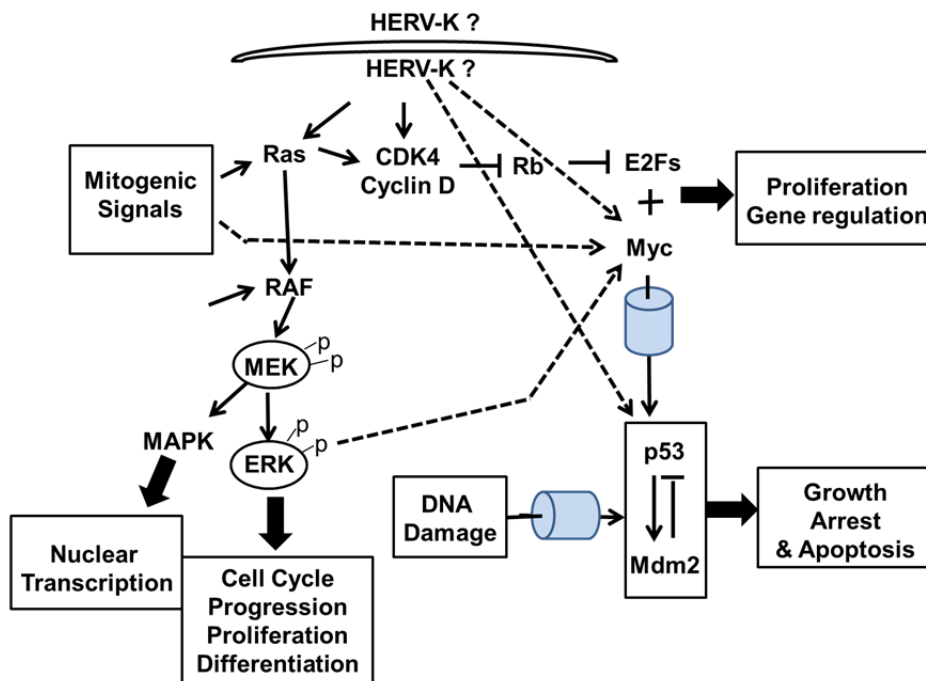 HERV-K ?
HERV-K ?
Mitogenic
Signals
Ras
CDK4
Cyclin D
Rb
E2Fs
+
Myc
Proliferation
Gene regulation
RAF
MEK
p
p
MAPK
ERK
p
p
Nuclear
Transcription
Cell Cycle
Progression
Proliferation
Differentiation
DNA
Damage
p53
Mdm2
Growth
Arrest
& Apoptosis